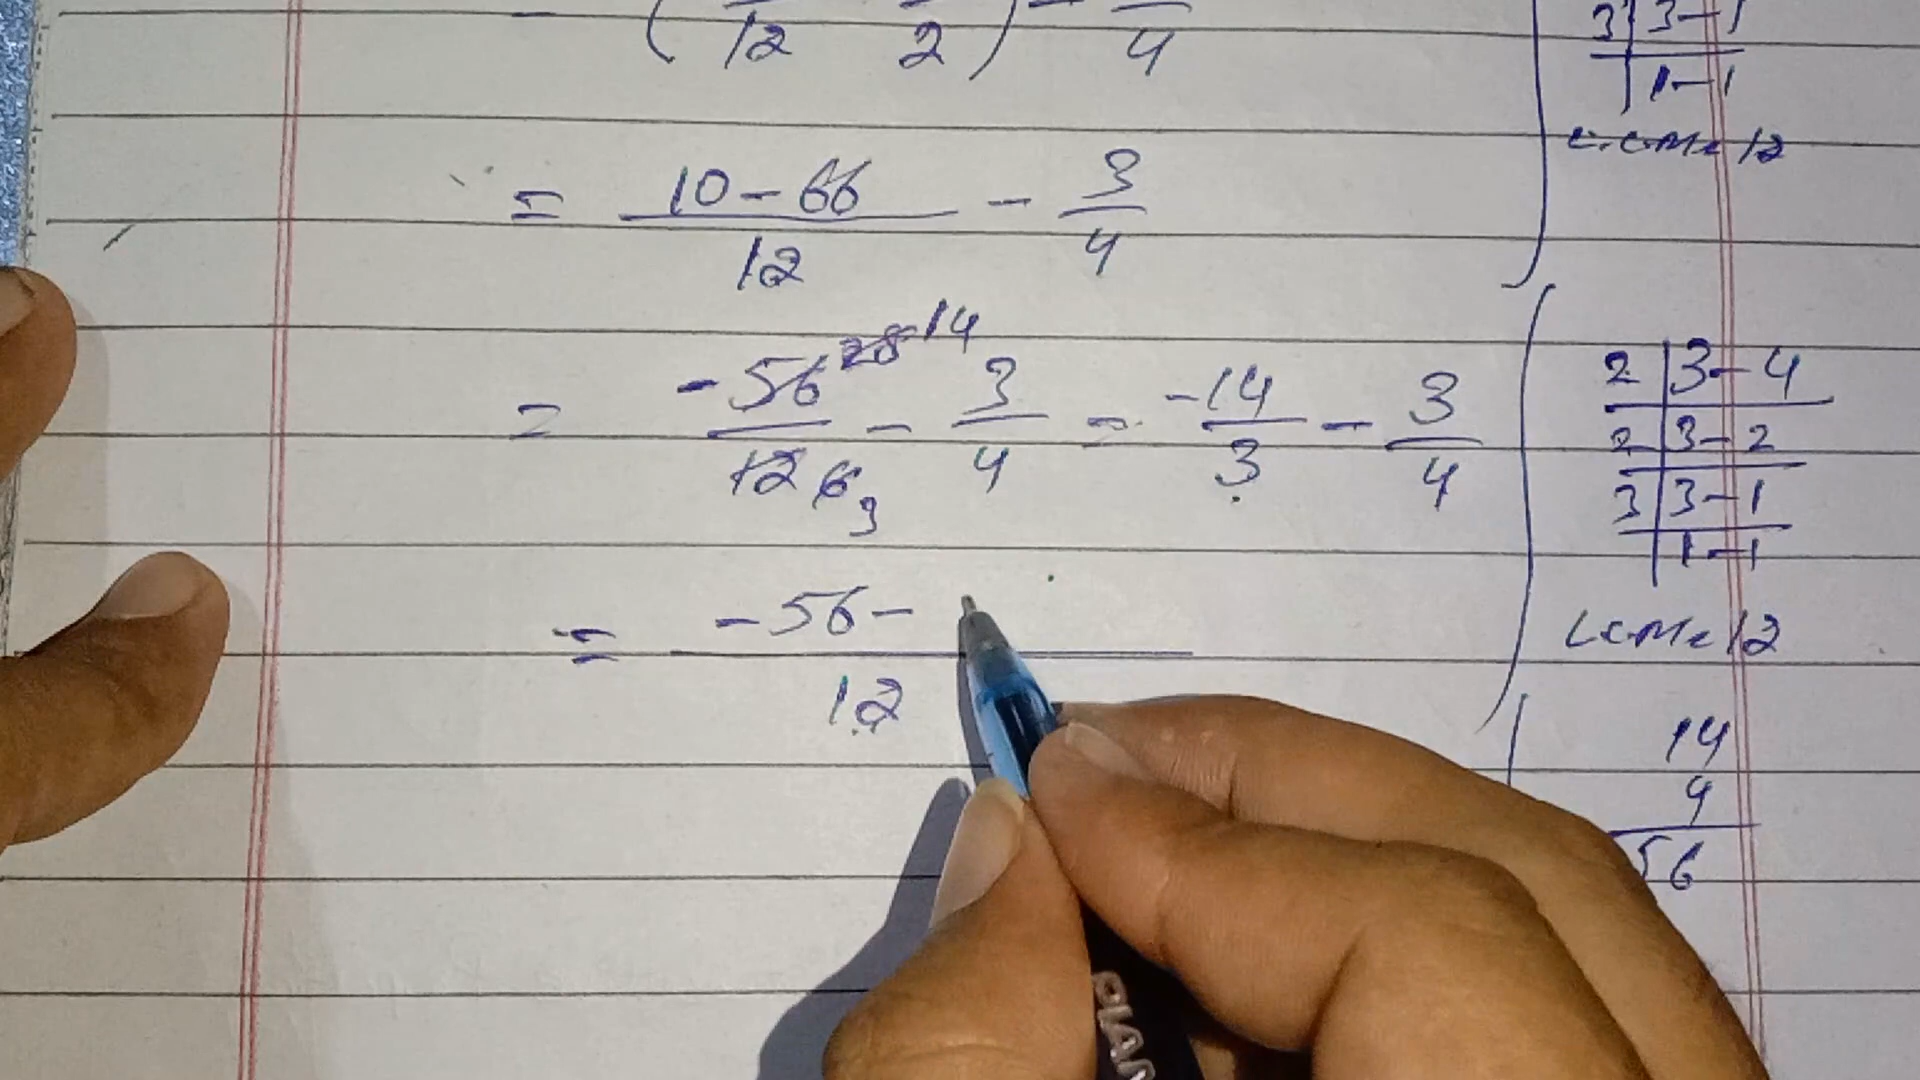 - ( 12 2 ) - 4
= 10 - 66 / 12 - 3 / 4
= -56 28 14 / 12 6 3 - 3 / 4 = -14 / 3 - 3 / 4
= -56 - / 12
3 | 3 - 1
1 - 1
L.C.M = 12
2 | 3 - 4
2 | 3 - 2
3 | 3 - 1
1 - 1
LCM = 12
14
4
56